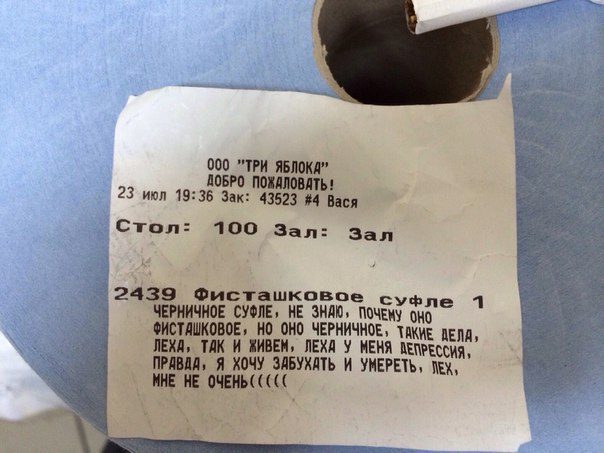 ООО "ТРИ ЯБЛОКА"
ДОБРО ПОЖАЛОВАТЬ!
23 июл 19:36 Зак: 43523 #4 Вася
Стол: 100 Зал: Зал
2439 Фисташковое суфле 1
ЧЕРНИЧНОЕ СУФЛЕ, НЕ ЗНАЮ, ПОЧЕМУ ОНО
ФИСТАШКОВОЕ, НО ОНО ЧЕРНИЧНОЕ, ТАКИЕ ДЕЛА,
ЛЕХА, ТАК И ЖИВЕМ, ЛЕХА У МЕНЯ ДЕПРЕССИЯ,
ПРАВДА, Я ХОЧУ ЗАБУХАТЬ И УМЕРЕТЬ, ЛЕХ,
МНЕ НЕ ОЧЕНЬ(((((